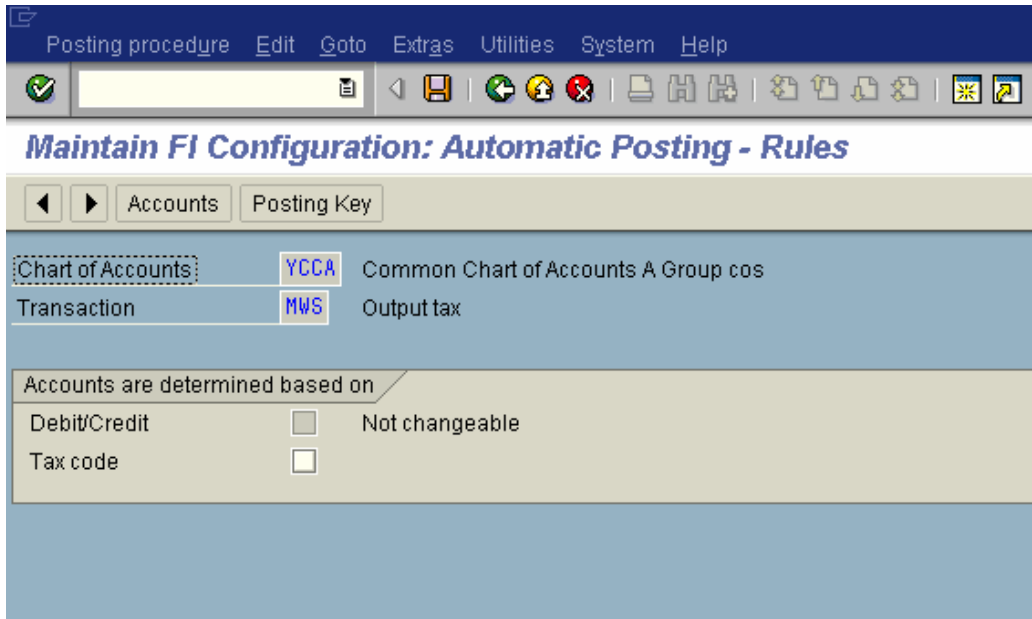 Posting procedure Edit Goto Extras Utilities System Help
Maintain FI Configuration: Automatic Posting - Rules
Accounts Posting Key
Chart of Accounts YCCA Common Chart of Accounts A Group cos
Transaction MWS Output tax
Accounts are determined based on
Debit/Credit Not changeable
Tax code